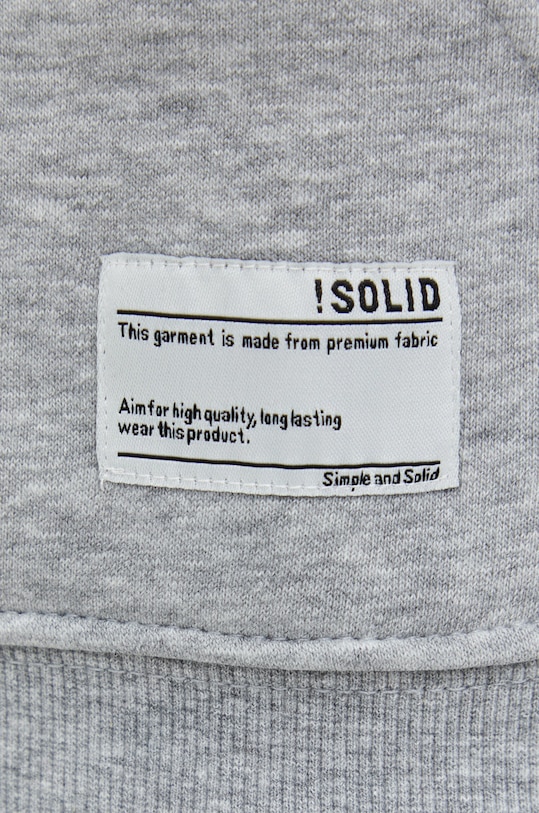 !SOLID
This garment is made from premium fabric
Aim for high quality, long lasting
wear this product.
Simple and Solid